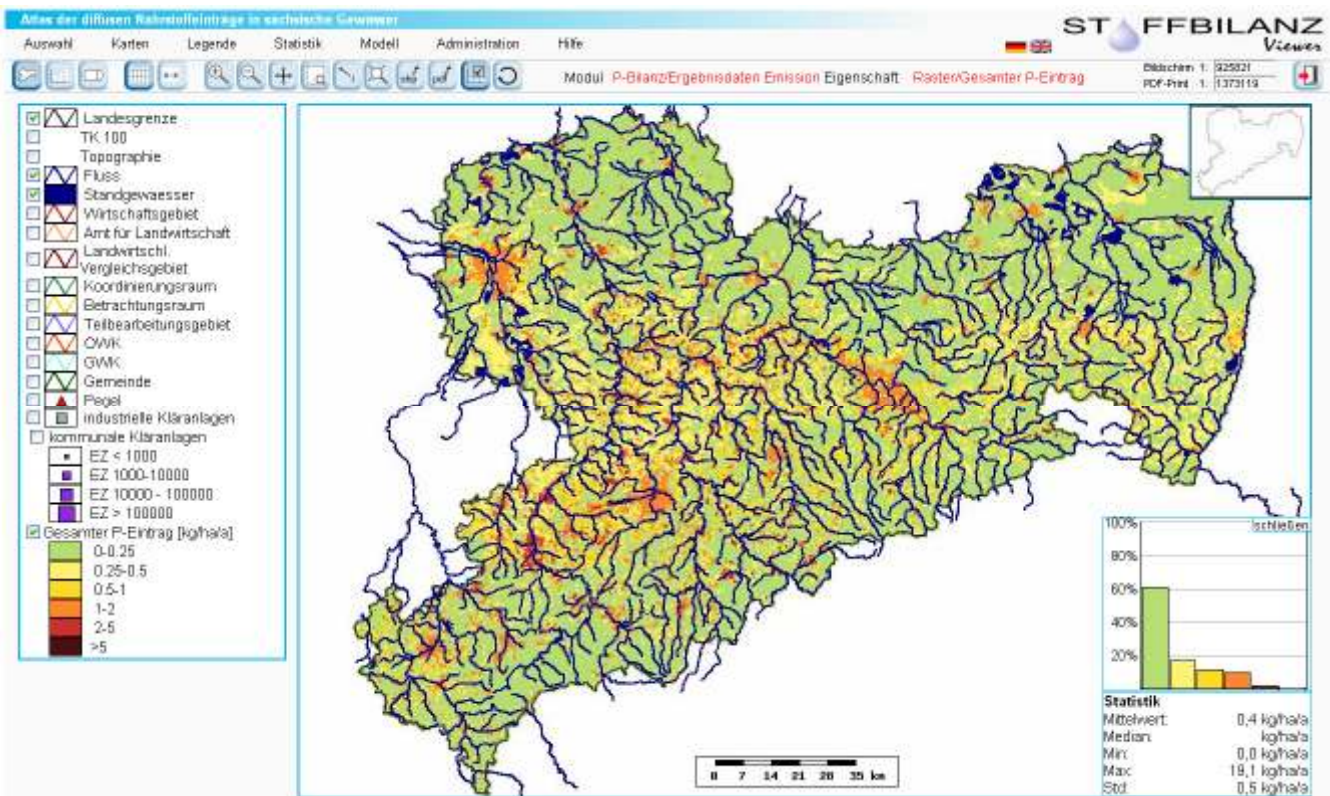 Atlas der diffusen Nährstoffeinträge in sächsische Gewässer
STOFFBILANZ
Viewer
Auswahl Karten Legende Statistik Modell Administration Hilfe
Modul P-Bilanz/Ergebnisdaten Emission Eigenschaft Raster/Gesamter P-Eintrag
Bildschirm 1: 925821
PDF-Print 1: 1373119
Landesgrenze
TK 100
Topographie
Fluss
Standgewaesser
Wirtschaftsgebiet
Amt für Landwirtschaft
Landwirtschl.
Vergleichsgebiet
Koordinierungsraum
Betrachtungsraum
Teilbearbeitungsgebiet
OWK
GWK
Gemeinde
Pegel
industrielle Kläranlagen
kommunale Kläranlagen
EZ < 1000
EZ 1000-10000
EZ 10000 - 100000
EZ > 100000
Gesamter P-Eintrag [kg/ha/a]
0-0.25
0.25-0.5
0.5-1
1-2
2-5
>5
0 7 14 21 28 35 km
schließen
100%
80%
60%
40%
20%
Statistik
Mittelwert: 0,4 kg/ha/a
Median: kg/ha/a
Min: 0,0 kg/ha/a
Max: 19,1 kg/ha/a
Std: 0,5 kg/ha/a